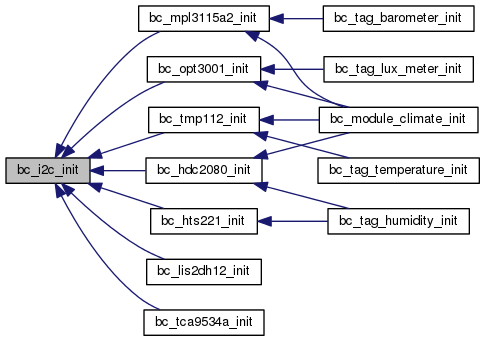 bc_mpl3115a2_init
bc_tag_barometer_init
bc_opt3001_init
bc_tag_lux_meter_init
bc_tmp112_init
bc_module_climate_init
bc_i2c_init
bc_hdc2080_init
bc_tag_temperature_init
bc_hts221_init
bc_tag_humidity_init
bc_lis2dh12_init
bc_tca9534a_init